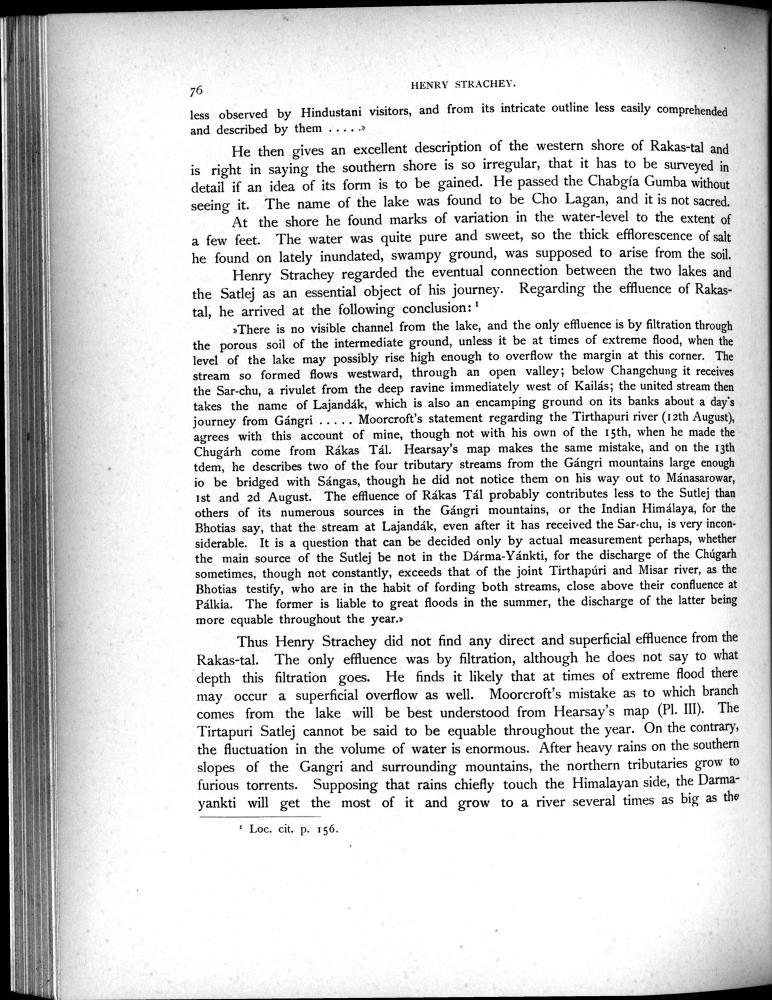 76
HENRY STRACHEY.
less observed by Hindustani visitors, and from its intricate outline less easily comprehended
and described by them . . . . .»
He then gives an excellent description of the western shore of Rakas-tal and
is right in saying the southern shore is so irregular, that it has to be surveyed in
detail if an idea of its form is to be gained. He passed the Chabgía Gumba without
seeing it. The name of the lake was found to be Cho Lagan, and it is not sacred.
At the shore he found marks of variation in the water-level to the extent of
a few feet. The water was quite pure and sweet, so the thick efflorescence of salt
he found on lately inundated, swampy ground, was supposed to arise from the soil.
Henry Strachey regarded the eventual connection between the two lakes and
the Satlej as an essential object of his journey. Regarding the effluence of Rakas-
tal, he arrived at the following conclusion: ¹
»There is no visible channel from the lake, and the only effluence is by filtration through
the porous soil of the intermediate ground, unless it be at times of extreme flood, when the
level of the lake may possibly rise high enough to overflow the margin at this corner. The
stream so formed flows westward, through an open valley; below Changchung it receives
the Sar-chu, a rivulet from the deep ravine immediately west of Kailás; the united stream then
takes the name of Lajandák, which is also an encamping ground on its banks about a day's
journey from Gángri . . . . . Moorcroft's statement regarding the Tirthapuri river (12th August),
agrees with this account of mine, though not with his own of the 15th, when he made the
Chugárh come from Rákas Tál. Hearsay's map makes the same mistake, and on the 13th
tdem, he describes two of the four tributary streams from the Gángri mountains large enough
io be bridged with Sángas, though he did not notice them on his way out to Mánasarowar,
1st and 2d August. The effluence of Rákas Tál probably contributes less to the Sutlej than
others of its numerous sources in the Gángri mountains, or the Indian Himálaya, for the
Bhotias say, that the stream at Lajandák, even after it has received the Sar-chu, is very incon-
siderable. It is a question that can be decided only by actual measurement perhaps, whether
the main source of the Sutlej be not in the Dárma-Yánkti, for the discharge of the Chúgarh
sometimes, though not constantly, exceeds that of the joint Tirthapúri and Misar river, as the
Bhotias testify, who are in the habit of fording both streams, close above their confluence at
Pálkia. The former is liable to great floods in the summer, the discharge of the latter being
more equable throughout the year.»
Thus Henry Strachey did not find any direct and superficial effluence from the
Rakas-tal. The only effluence was by filtration, although he does not say to what
depth this filtration goes. He finds it likely that at times of extreme flood there
may occur a superficial overflow as well. Moorcroft's mistake as to which branch
comes from the lake will be best understood from Hearsay's map (Pl. III). The
Tirtapuri Satlej cannot be said to be equable throughout the year. On the contrary,
the fluctuation in the volume of water is enormous. After heavy rains on the southern
slopes of the Gangri and surrounding mountains, the northern tributaries grow to
furious torrents. Supposing that rains chiefly touch the Himalayan side, the Darma-
yankti will get the most of it and grow to a river several times as big as the
¹ Loc. cit. p. 156.